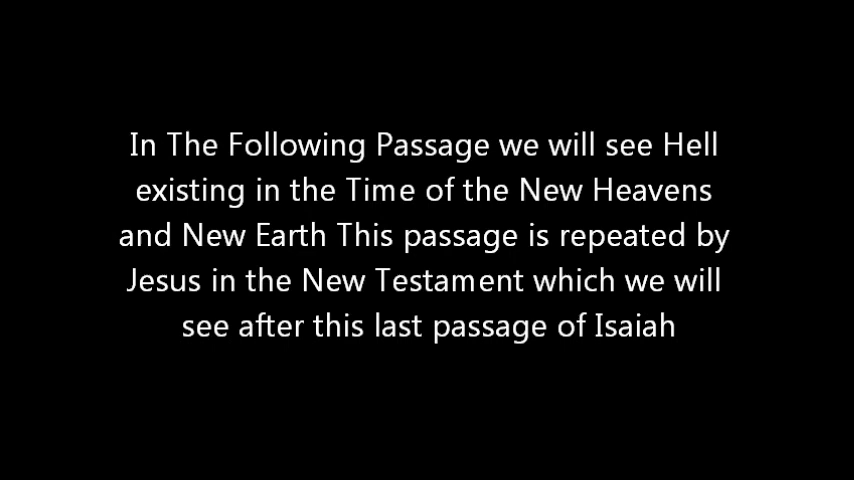 In The Following Passage we will see Hell
existing in the Time of the New Heavens
and New Earth This passage is repeated by
Jesus in the New Testament which we will
see after this last passage of Isaiah